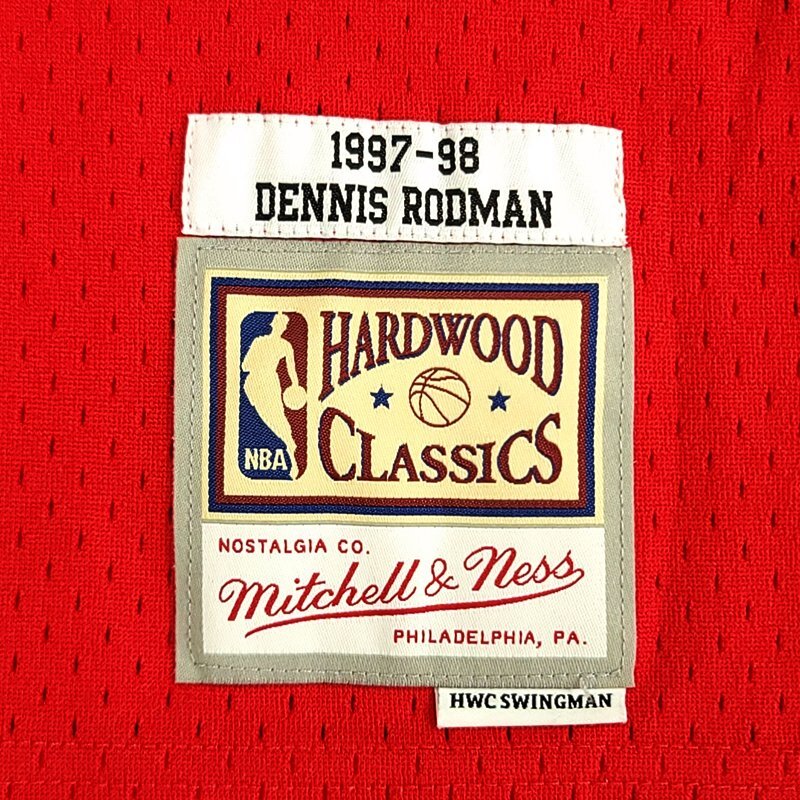 1997-98
DENNIS RODMAN
HARDWOOD
CLASSICS
NBA
NOSTALGIA CO.
Mitchell & Ness
PHILADELPHIA, PA.
HWC SWINGMAN